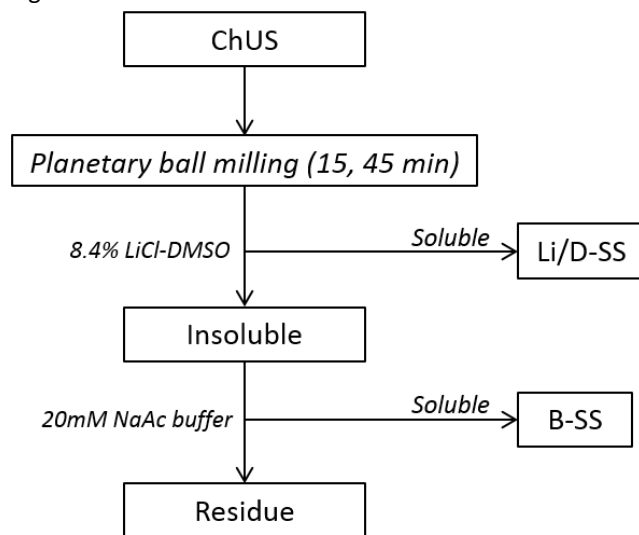 ChUS
Planetary ball milling (15, 45 min)
8.4% LiCl-DMSO
Soluble
Li/D-SS
Insoluble
20mM NaAc buffer
Soluble
B-SS
Residue